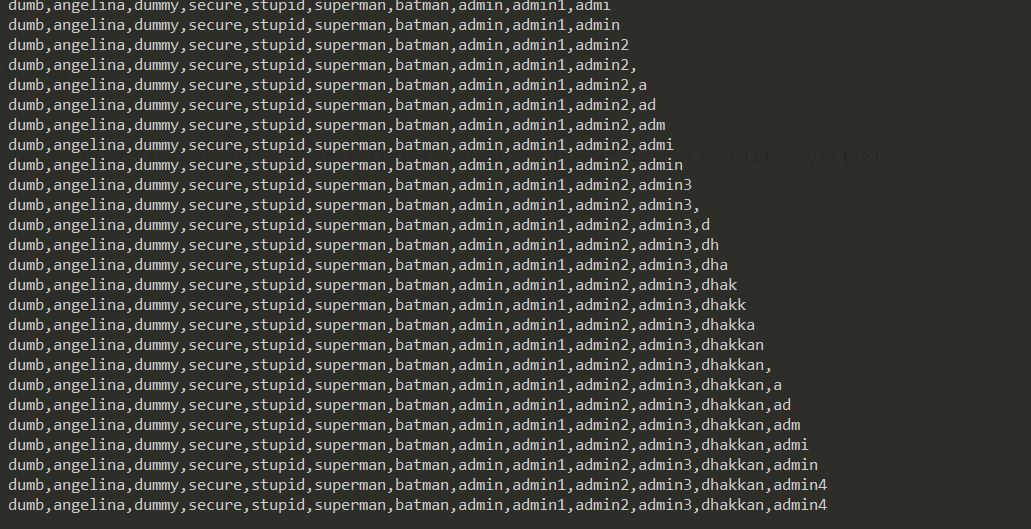 dumb,angelina,dummy,secure,stupid,superman,batman,admin,admin1,admi
dumb,angelina,dummy,secure,stupid,superman,batman,admin,admin1,admin
dumb,angelina,dummy,secure,stupid,superman,batman,admin,admin1,admin2
dumb,angelina,dummy,secure,stupid,superman,batman,admin,admin1,admin2,
dumb,angelina,dummy,secure,stupid,superman,batman,admin,admin1,admin2,a
dumb,angelina,dummy,secure,stupid,superman,batman,admin,admin1,admin2,ad
dumb,angelina,dummy,secure,stupid,superman,batman,admin,admin1,admin2,adm
dumb,angelina,dummy,secure,stupid,superman,batman,admin,admin1,admin2,admi
dumb,angelina,dummy,secure,stupid,superman,batman,admin,admin1,admin2,admin
dumb,angelina,dummy,secure,stupid,superman,batman,admin,admin1,admin2,admin3
dumb,angelina,dummy,secure,stupid,superman,batman,admin,admin1,admin2,admin3,
dumb,angelina,dummy,secure,stupid,superman,batman,admin,admin1,admin2,admin3,d
dumb,angelina,dummy,secure,stupid,superman,batman,admin,admin1,admin2,admin3,dh
dumb,angelina,dummy,secure,stupid,superman,batman,admin,admin1,admin2,admin3,dha
dumb,angelina,dummy,secure,stupid,superman,batman,admin,admin1,admin2,admin3,dhak
dumb,angelina,dummy,secure,stupid,superman,batman,admin,admin1,admin2,admin3,dhakk
dumb,angelina,dummy,secure,stupid,superman,batman,admin,admin1,admin2,admin3,dhakka
dumb,angelina,dummy,secure,stupid,superman,batman,admin,admin1,admin2,admin3,dhakkan
dumb,angelina,dummy,secure,stupid,superman,batman,admin,admin1,admin2,admin3,dhakkan,
dumb,angelina,dummy,secure,stupid,superman,batman,admin,admin1,admin2,admin3,dhakkan,a
dumb,angelina,dummy,secure,stupid,superman,batman,admin,admin1,admin2,admin3,dhakkan,ad
dumb,angelina,dummy,secure,stupid,superman,batman,admin,admin1,admin2,admin3,dhakkan,adm
dumb,angelina,dummy,secure,stupid,superman,batman,admin,admin1,admin2,admin3,dhakkan,admi
dumb,angelina,dummy,secure,stupid,superman,batman,admin,admin1,admin2,admin3,dhakkan,admin
dumb,angelina,dummy,secure,stupid,superman,batman,admin,admin1,admin2,admin3,dhakkan,admin4
dumb,angelina,dummy,secure,stupid,superman,batman,admin,admin1,admin2,admin3,dhakkan,admin4